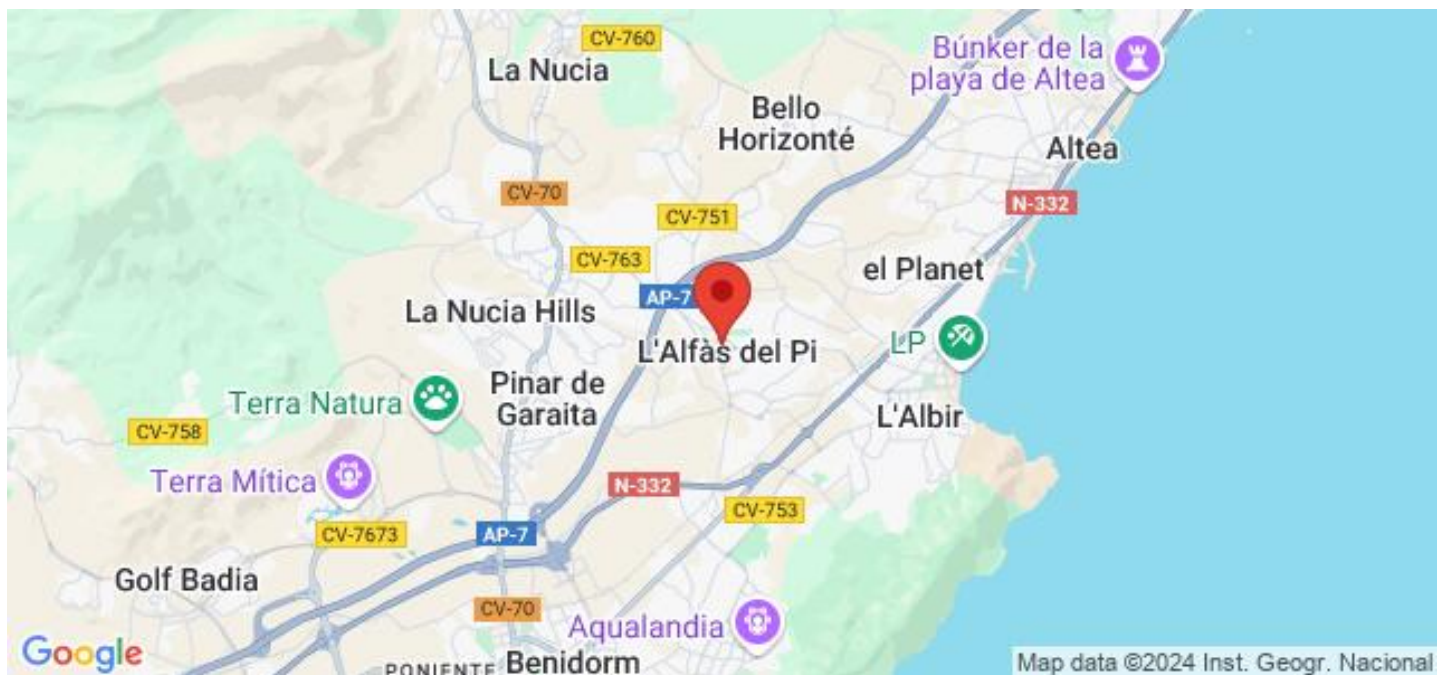 CV-760
La Nucia
Búnker de la
playa de Altea
Bello
Horizonté
Altea
CV-70
N-332
CV-751
CV-763
el Planet
AP-7
La Nucia Hills
LP
L'Alfàs del Pi
Pinar de
Garaita
Terra Natura
L'Albir
CV-758
Terra Mítica
N-332
CV-753
CV-7673
AP-7
Golf Badia
CV-70
Aqualandia
Google
PONIENTE
Benidorm
Map data ©2024 Inst. Geogr. Nacional